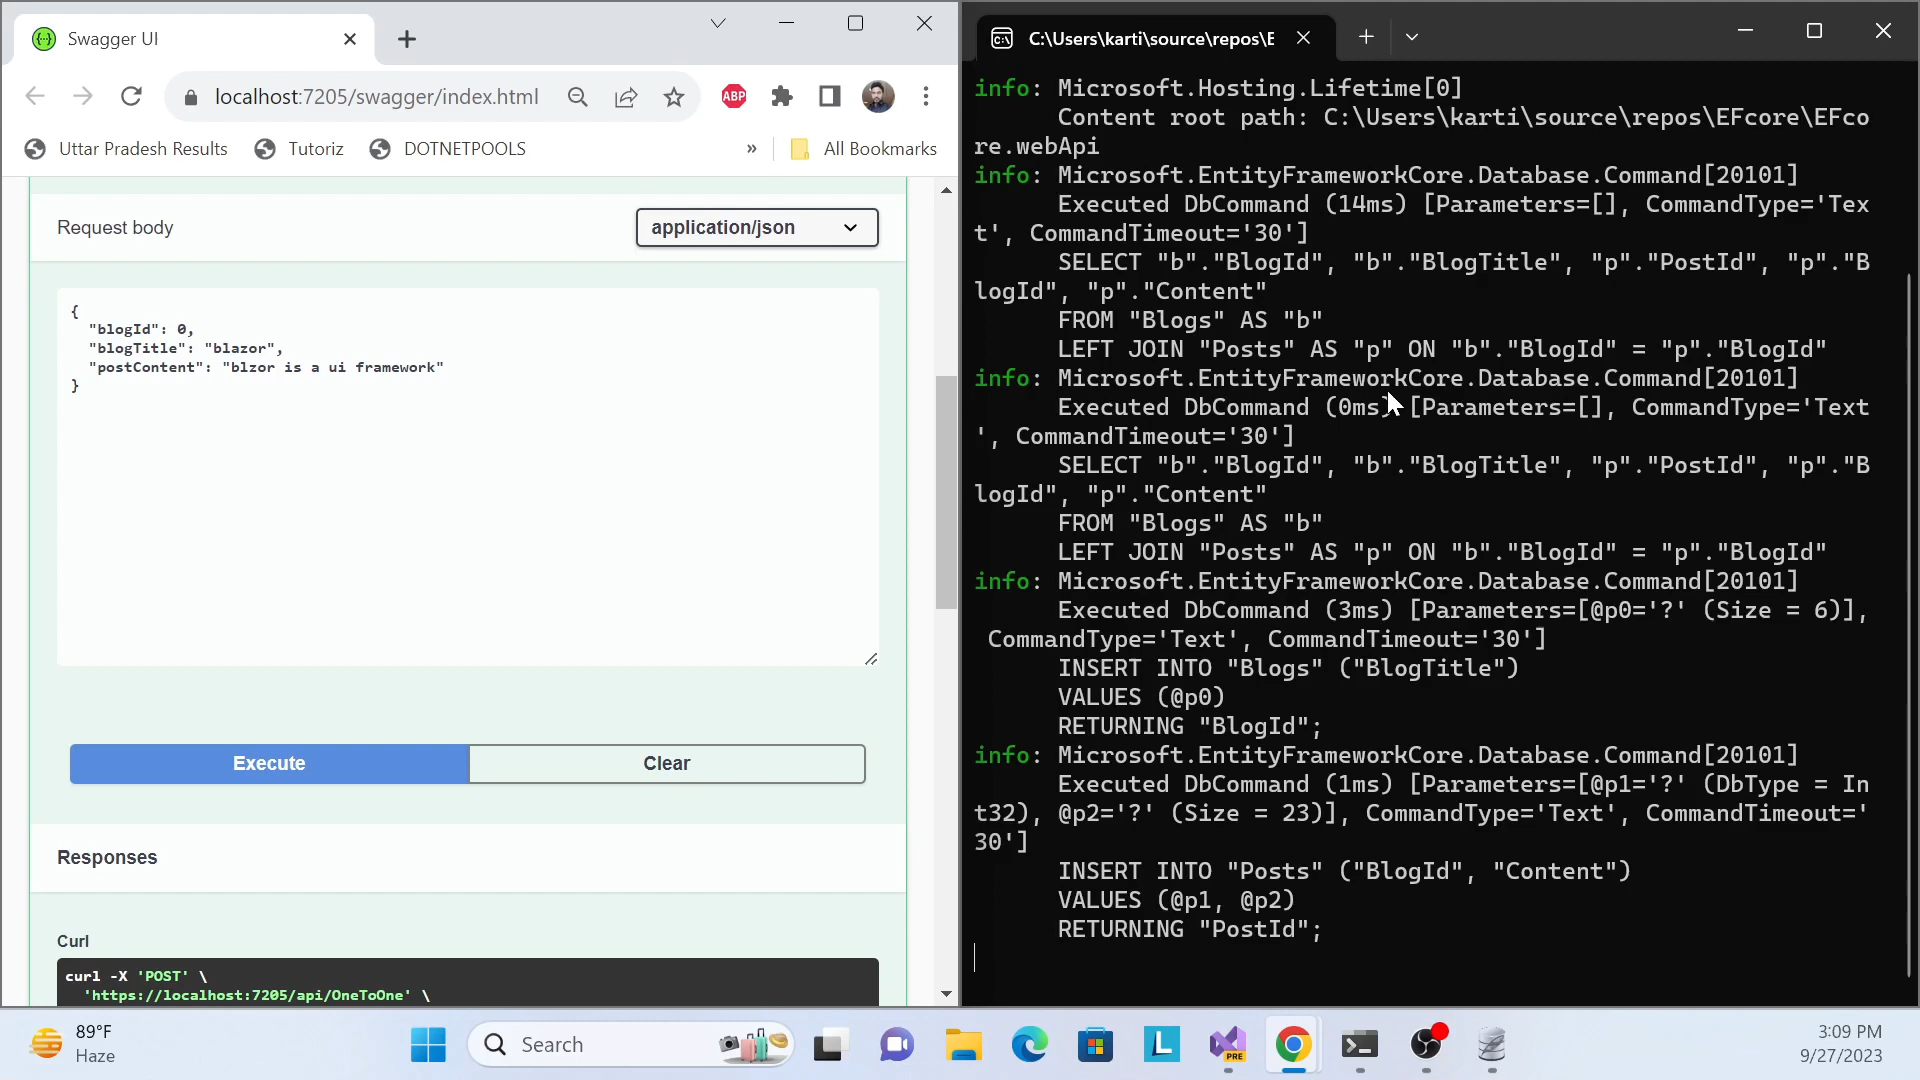 Swagger UI
localhost:7205/swagger/index.html
ABP
Uttar Pradesh Results
Tutoriz
DOTNETPOOLS
»
All Bookmarks
Request body
application/json
{
"blogId": 0,
"blogTitle": "blazor",
"postContent": "blzor is a ui framework"
}
Execute
Clear
Responses
Curl
curl -X 'POST' \
'https://localhost:7205/api/OneToOne' \
C:\Users\karti\source\repos\E
info: Microsoft.Hosting.Lifetime[0]
Content root path: C:\Users\karti\source\repos\EFcore\EFco
re.webApi
info: Microsoft.EntityFrameworkCore.Database.Command[20101]
Executed DbCommand (14ms) [Parameters=[], CommandType='Tex
t', CommandTimeout='30']
SELECT "b"."BlogId", "b"."BlogTitle", "p"."PostId", "p"."B
logId", "p"."Content"
FROM "Blogs" AS "b"
LEFT JOIN "Posts" AS "p" ON "b"."BlogId" = "p"."BlogId"
info: Microsoft.EntityFrameworkCore.Database.Command[20101]
Executed DbCommand (0ms) [Parameters=[], CommandType='Text
', CommandTimeout='30']
SELECT "b"."BlogId", "b"."BlogTitle", "p"."PostId", "p"."B
logId", "p"."Content"
FROM "Blogs" AS "b"
LEFT JOIN "Posts" AS "p" ON "b"."BlogId" = "p"."BlogId"
info: Microsoft.EntityFrameworkCore.Database.Command[20101]
Executed DbCommand (3ms) [Parameters=[@p0='?' (Size = 6)],
CommandType='Text', CommandTimeout='30']
INSERT INTO "Blogs" ("BlogTitle")
VALUES (@p0)
RETURNING "BlogId";
info: Microsoft.EntityFrameworkCore.Database.Command[20101]
Executed DbCommand (1ms) [Parameters=[@p1='?' (DbType = In
t32), @p2='?' (Size = 23)], CommandType='Text', CommandTimeout='
30']
INSERT INTO "Posts" ("BlogId", "Content")
VALUES (@p1, @p2)
RETURNING "PostId";
89°F
Haze
Search
L
PRE
3:09 PM
9/27/2023